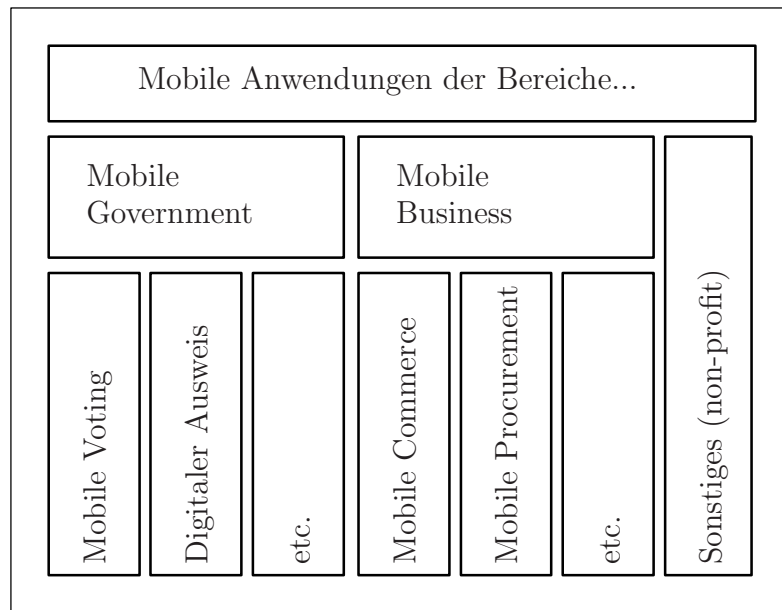 Mobile Anwendungen der Bereiche...
Mobile
Government
Mobile
Business
Mobile Voting
Digitaler Ausweis
etc.
Mobile Commerce
Mobile Procurement
etc.
Sonstiges (non-profit)